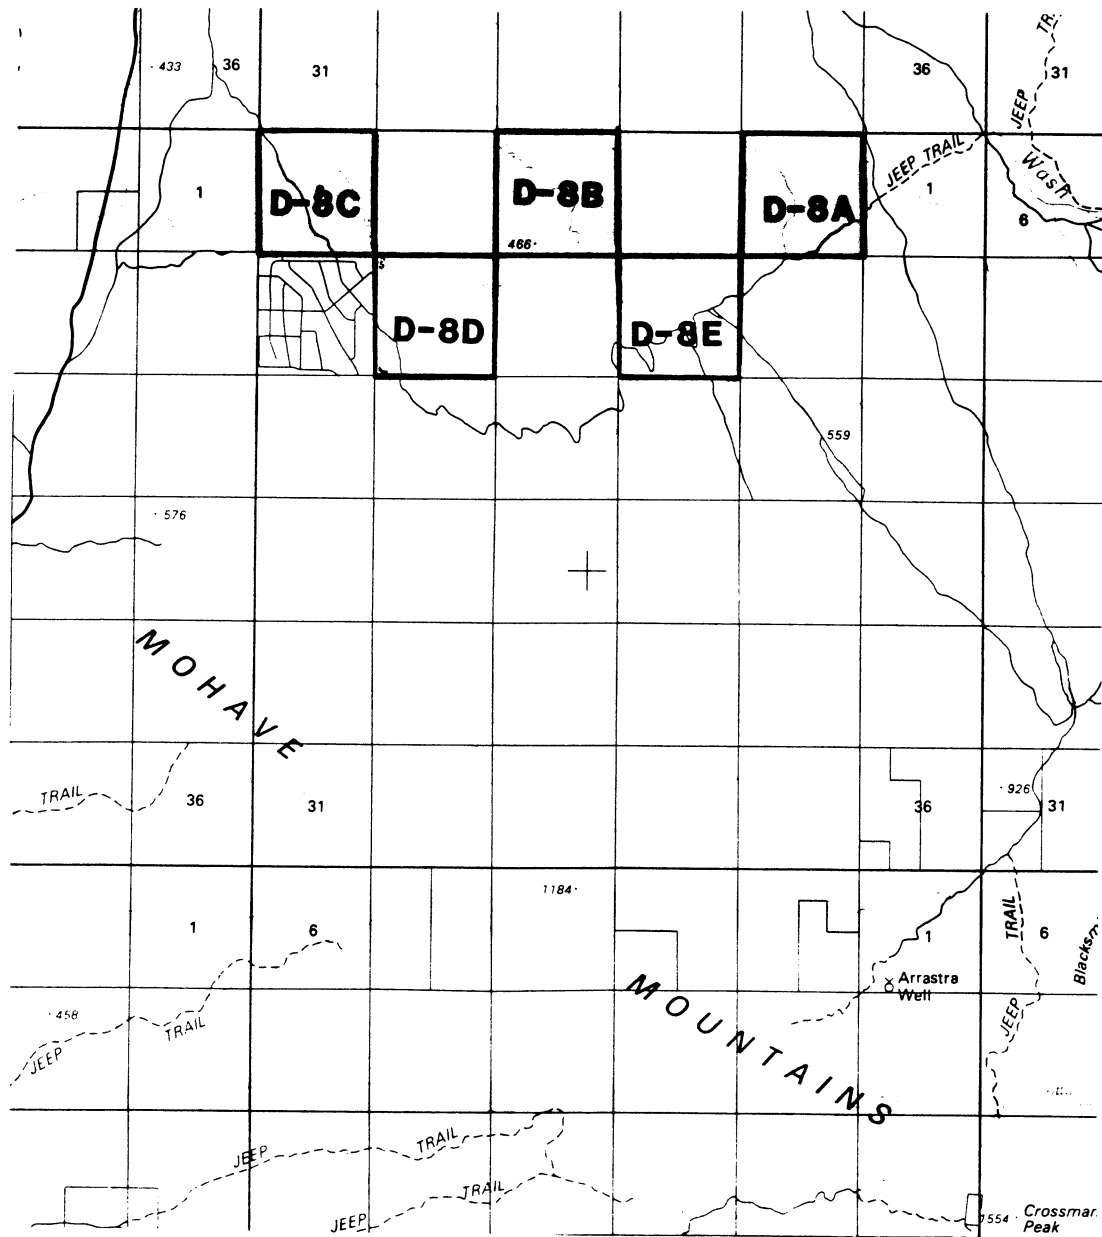 TR.
433
36
31
36
31
JEEP
JEEP TRAIL
Wash
1
D-8C
D-8B
D-8A
1
6
466
D-8D
D-8E
559
576
MOHAVE
TRAIL
36
31
36
926
31
1184
1
6
1
TRAIL
6
Arrastra
Well
MOUNTAINS
458
JEEP
TRAIL
JEEP
JEEP
TRAIL
JEEP
TRAIL
1554
Crossman
Peak